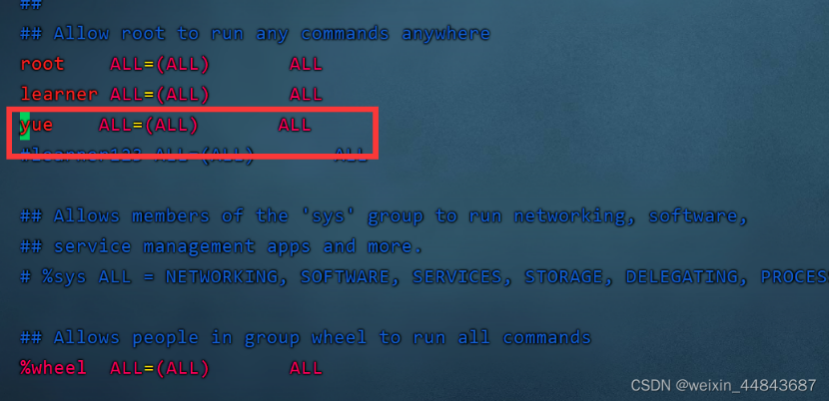 ##
## Allow root to run any commands anywhere
root ALL=(ALL) ALL
learner ALL=(ALL) ALL
yue ALL=(ALL) ALL
#learner123 ALL=(ALL) ALL
## Allows members of the 'sys' group to run networking, software,
## service management apps and more.
# %sys ALL = NETWORKING, SOFTWARE, SERVICES, STORAGE, DELEGATING, PROCES
## Allows people in group wheel to run all commands
%wheel ALL=(ALL) ALL
CSDN @weixin_44843687